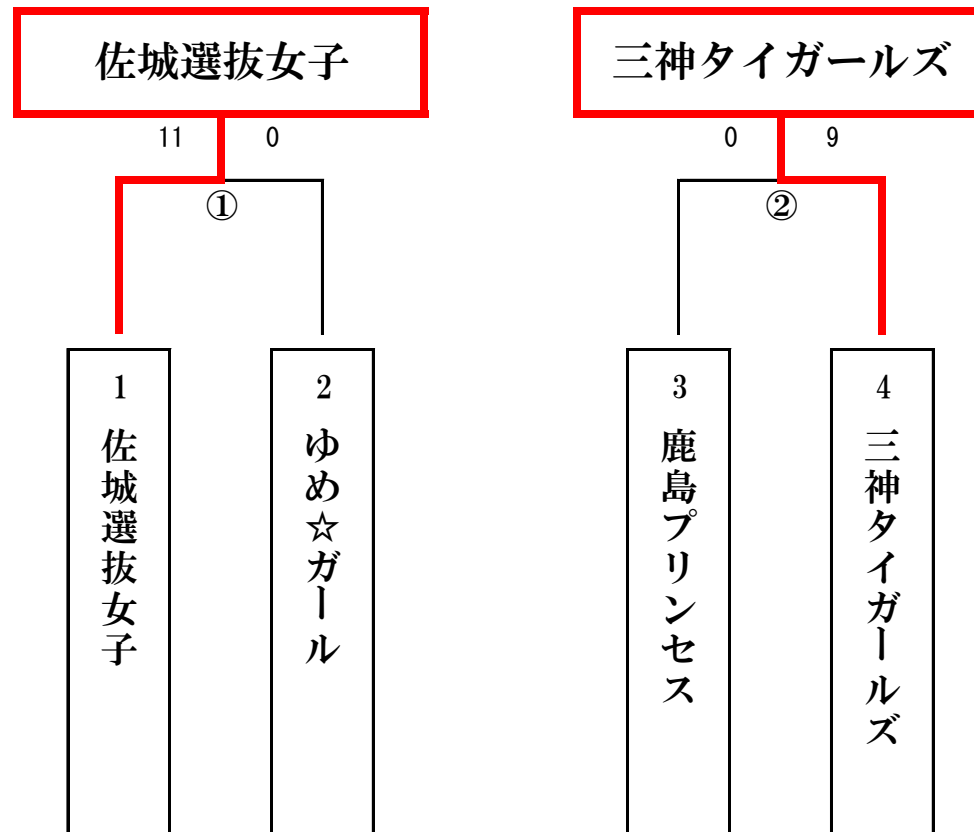 佐城選抜女子
三神タイガールズ
11 0
0 9
①
②
1 佐城選抜女子
2 ゆめ☆ガール
3 鹿島プリンセス
4 三神タイガールズ